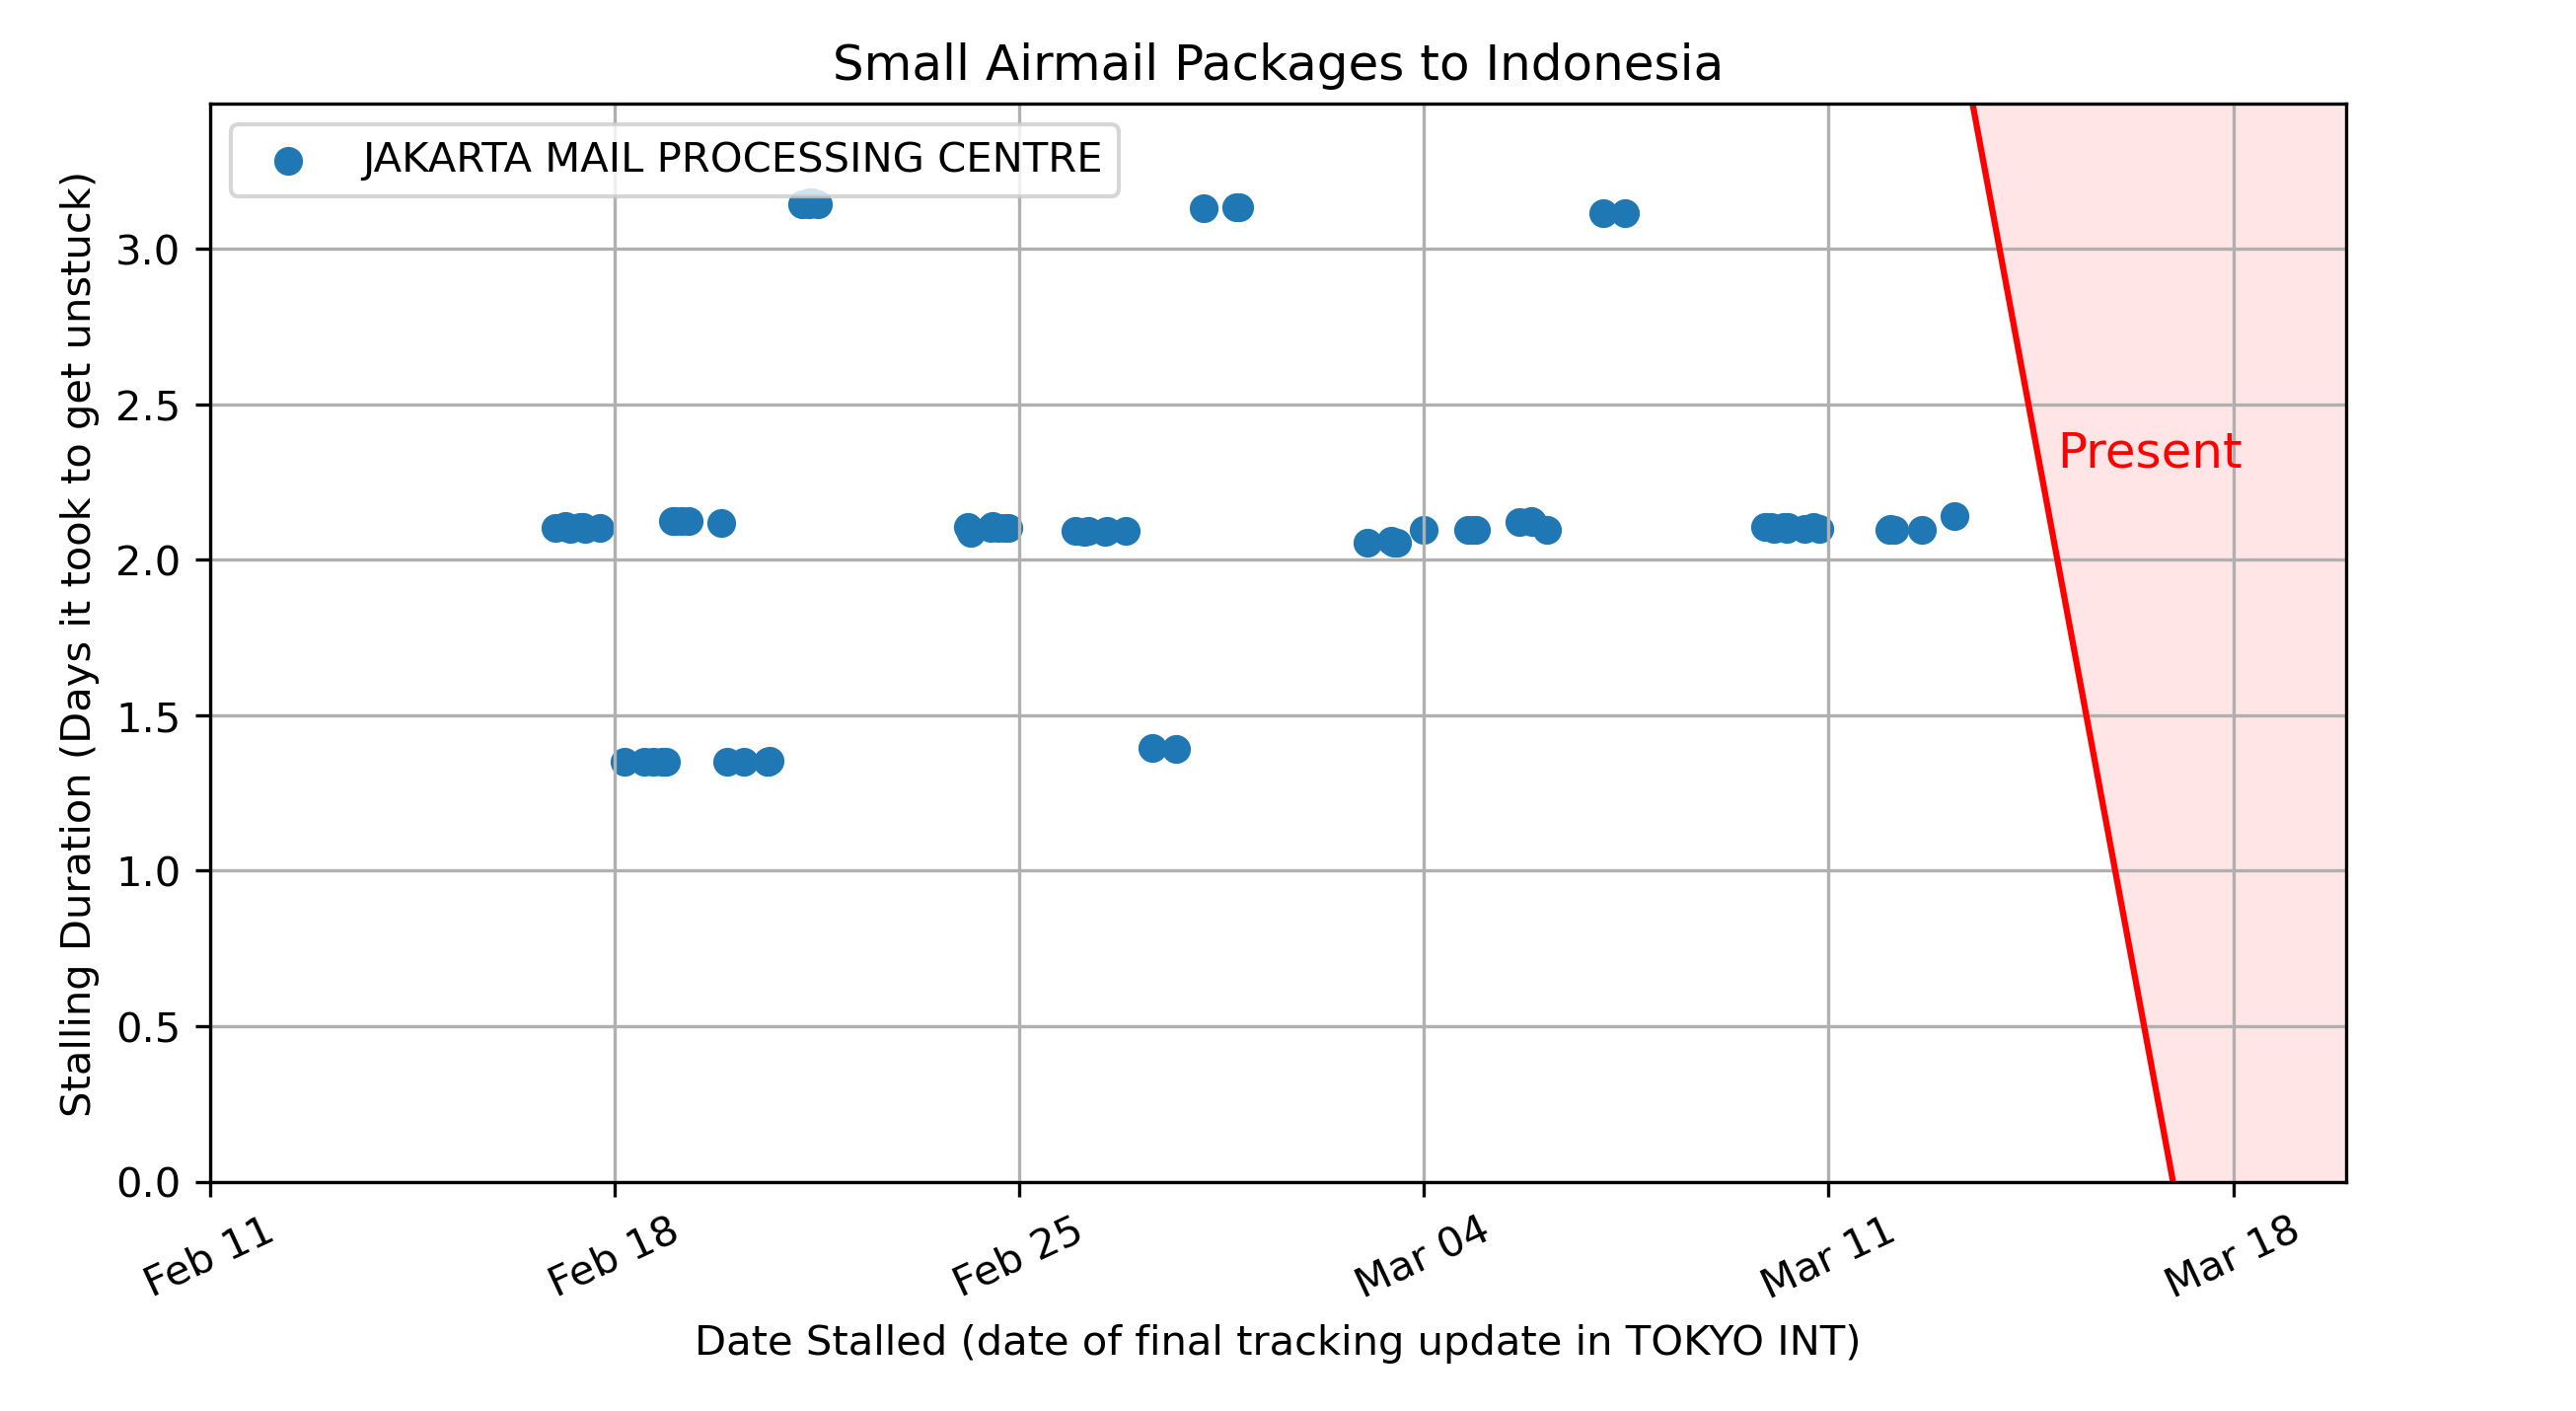 Small Airmail Packages to Indonesia
JAKARTA MAIL PROCESSING CENTRE
Stalling Duration (Days it took to get unstuck)
3.0
2.5
2.0
1.5
1.0
0.5
0.0
Present
Feb 11
Feb 18
Feb 25
Mar 04
Mar 11
Mar 18
Date Stalled (date of final tracking update in TOKYO INT)